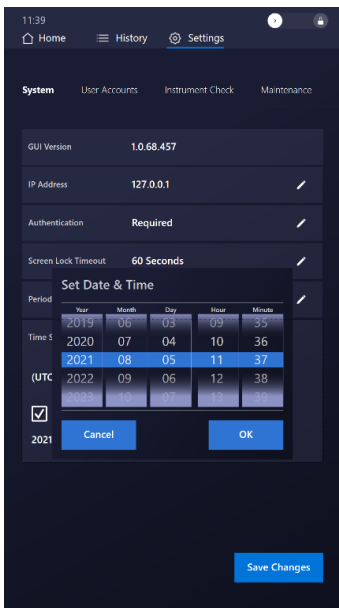 11:39
Home History Settings
System User Accounts Instrument Check Maintenance
GUI Version 1.0.68.457
IP Address 127.0.0.1
Authentication Required
Screen Lock Timeout 60 Seconds
Period
Set Date & Time
Year Month Day Hour Minute
2019 06 03 09 35
2020 07 04 10 36
2021 08 05 11 37
2022 09 06 12 38
2023 10 07 13 39
Time S
(UTC
2021
Cancel OK
Save Changes